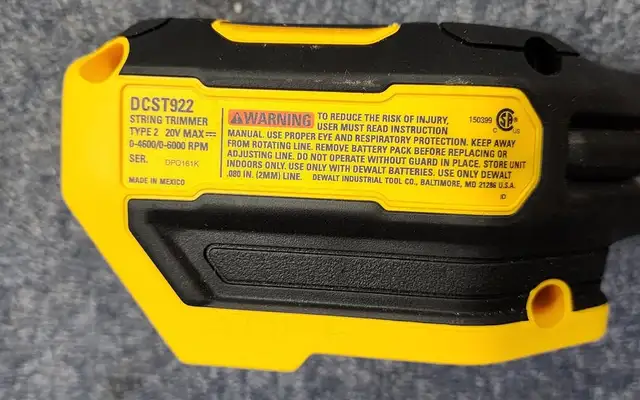 DCST922
STRING TRIMMER
TYPE 2 20V MAX⎓
0-4600/0-6000 RPM
SER. DPO161K
MADE IN MEXICO
WARNING TO REDUCE THE RISK OF INJURY,
USER MUST READ INSTRUCTION
MANUAL. USE PROPER EYE AND RESPIRATORY PROTECTION. KEEP AWAY
FROM ROTATING LINE. REMOVE BATTERY PACK BEFORE REPLACING OR
ADJUSTING LINE. DO NOT OPERATE WITHOUT GUARD IN PLACE. STORE UNIT
INDOORS ONLY. USE ONLY WITH DEWALT BATTERIES. USE ONLY DEWALT
.080 IN. (2MM) LINE. DEWALT INDUSTRIAL TOOL CO., BALTIMORE, MD 21286 U.S.A.
150399
C US
ID